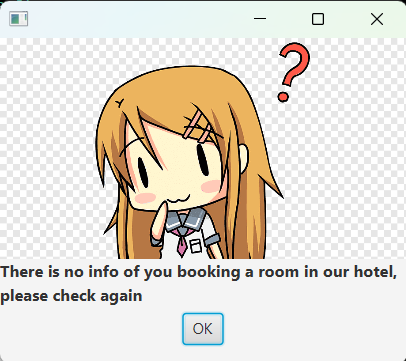 ?
There is no info of you booking a room in our hotel,
please check again
OK